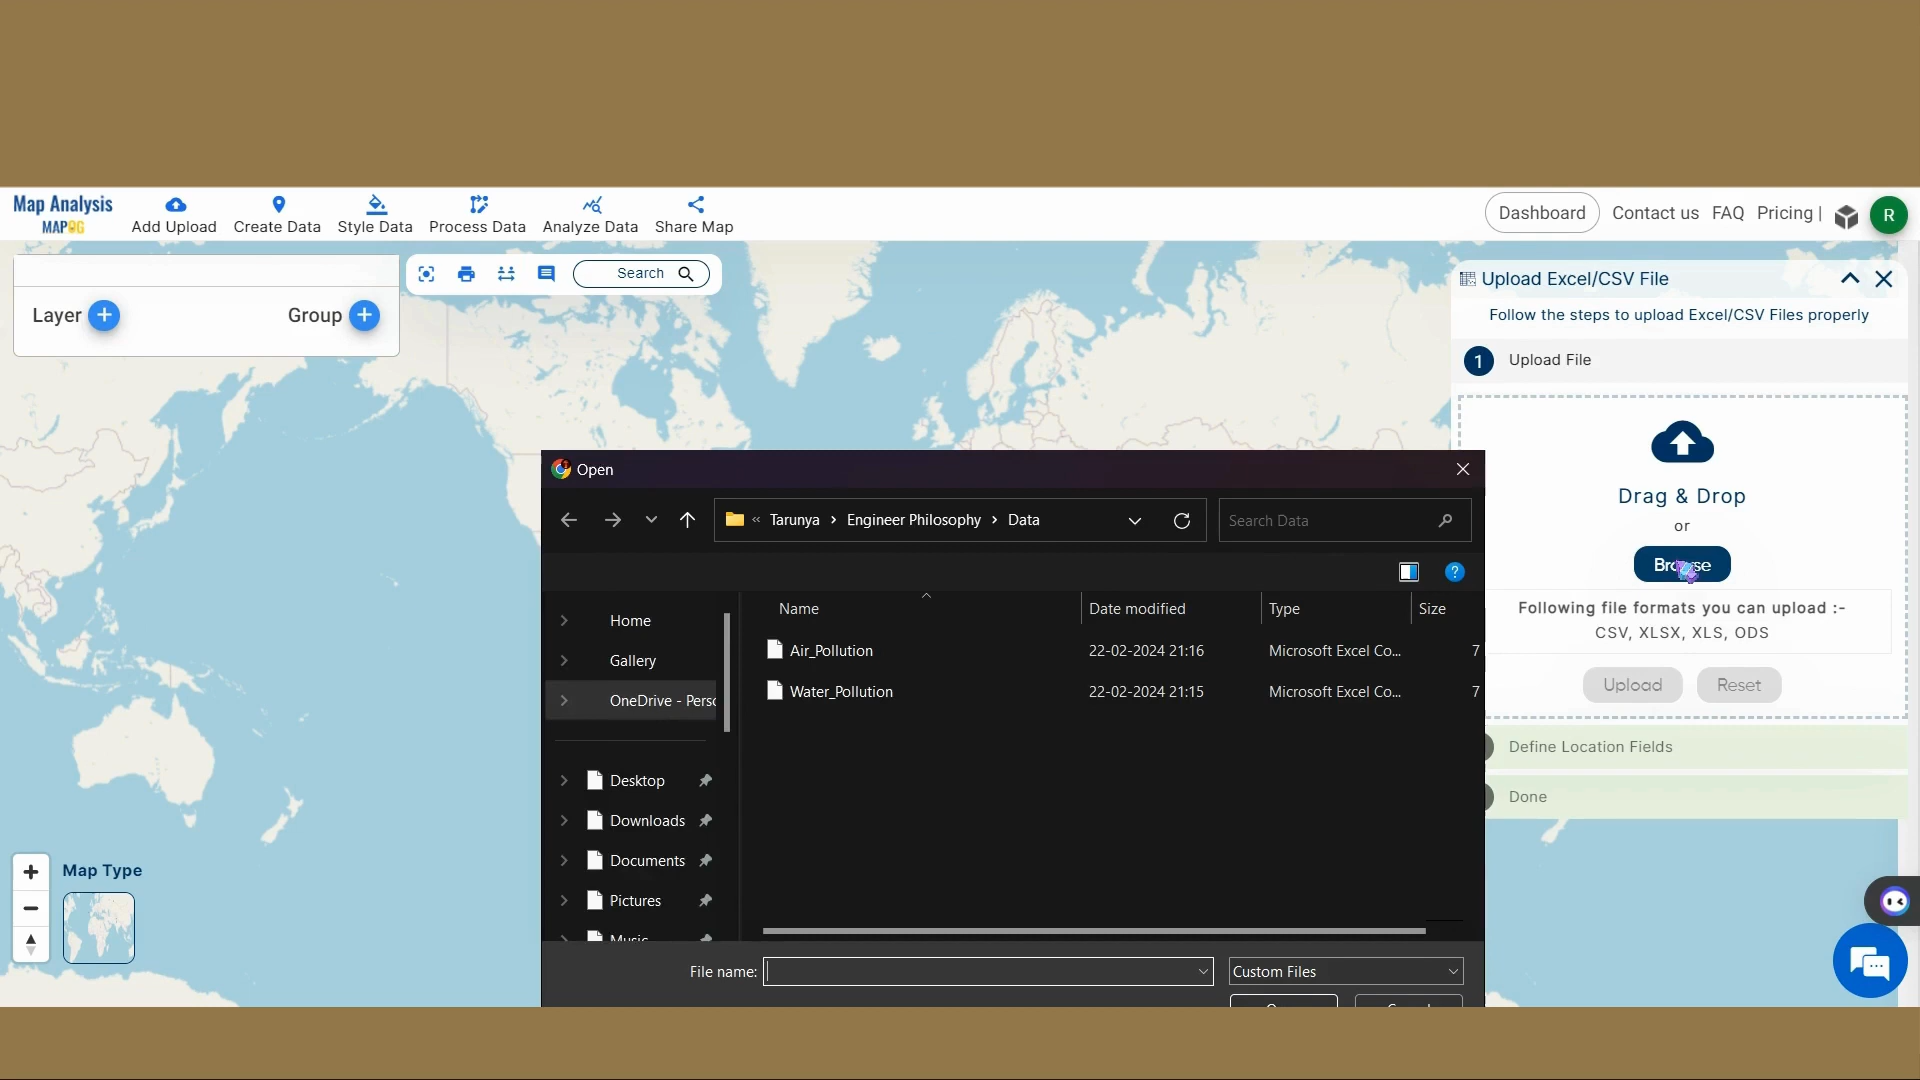 Map Analysis
MAPOG
Add Upload
Create Data
Style Data
Process Data
Analyze Data
Share Map
Dashboard
Contact us
FAQ
Pricing |
R
Layer
Group
Search
Upload Excel/CSV File
Follow the steps to upload Excel/CSV Files properly
1
Upload File
Drag & Drop
or
Following file formats you can upload :-
CSV, XLSX, XLS, ODS
Upload
Reset
Define Location Fields
Done
Open
« Tarunya > Engineer Philosophy > Data
Search Data
Name
Date modified
Type
Size
Air_Pollution
22-02-2024 21:16
Microsoft Excel Co...
7
Water_Pollution
22-02-2024 21:15
Microsoft Excel Co...
7
Home
Gallery
OneDrive - Perso
Desktop
Downloads
Documents
Pictures
File name:
Custom Files
Map Type